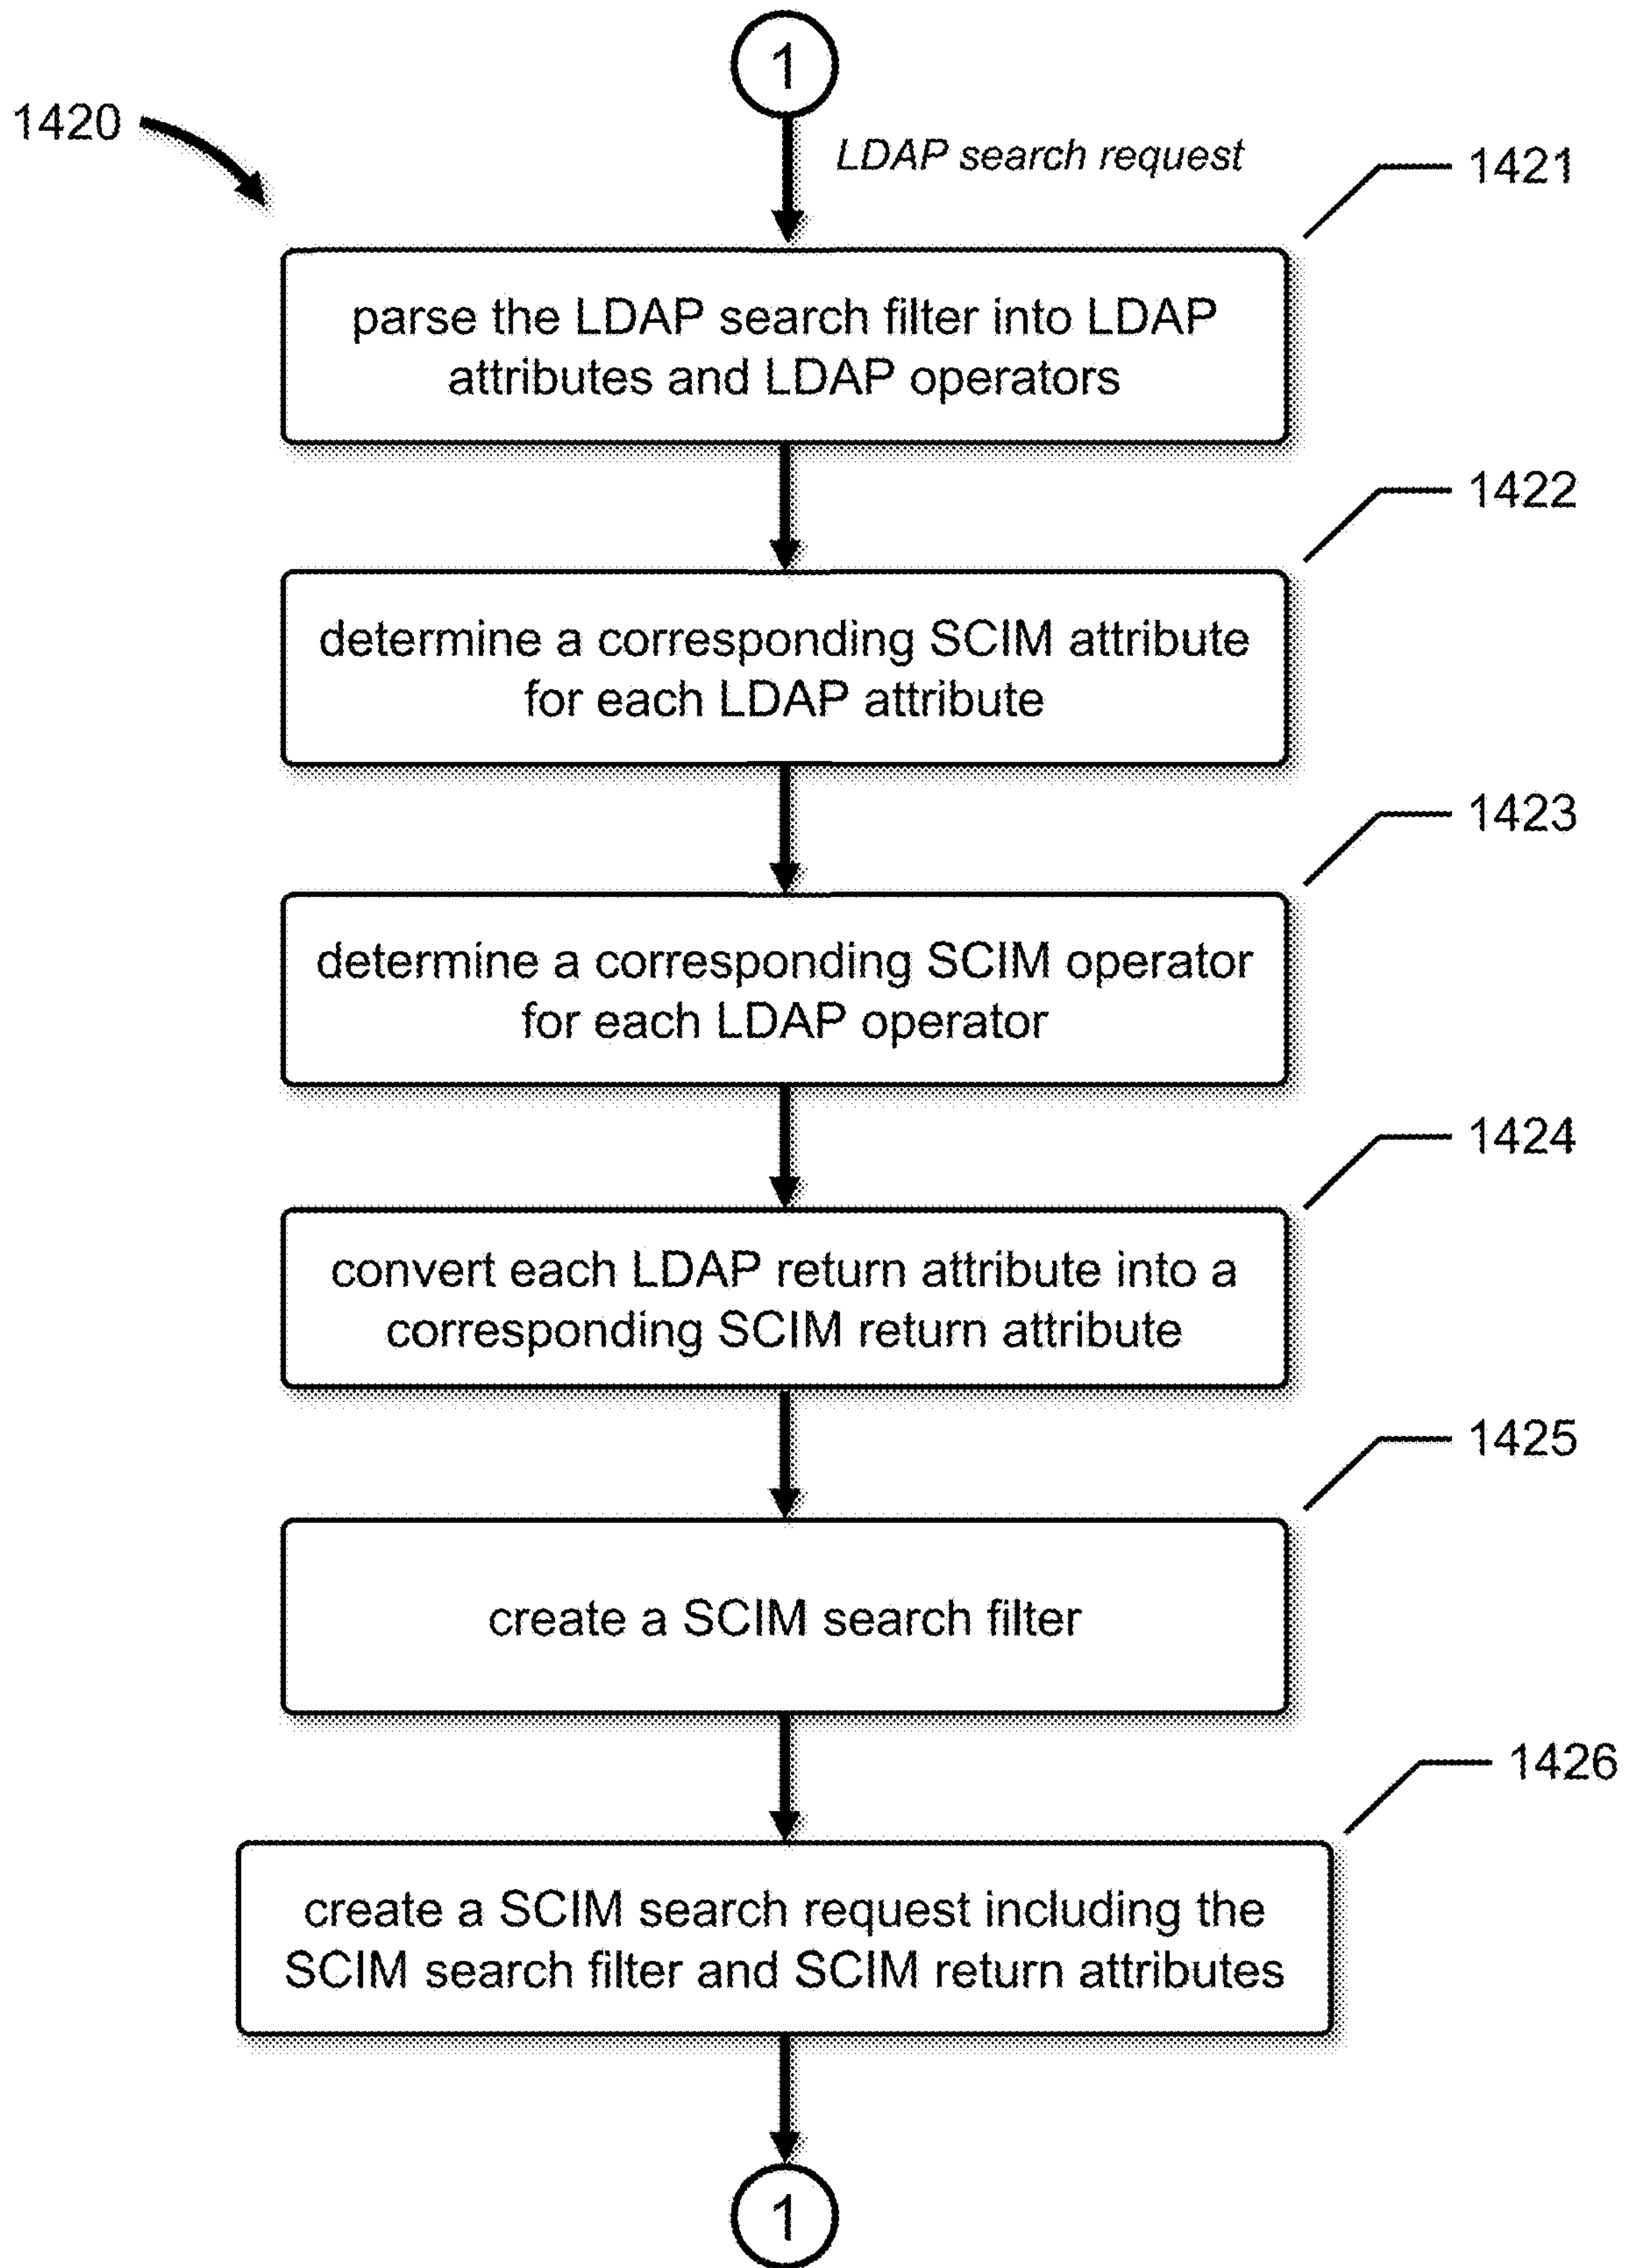 1
1420
LDAP search request
1421
parse the LDAP search filter into LDAP
attributes and LDAP operators
1422
determine a corresponding SCIM attribute
for each LDAP attribute
1423
determine a corresponding SCIM operator
for each LDAP operator
1424
convert each LDAP return attribute into a
corresponding SCIM return attribute
1425
create a SCIM search filter
1426
create a SCIM search request including the
SCIM search filter and SCIM return attributes
1